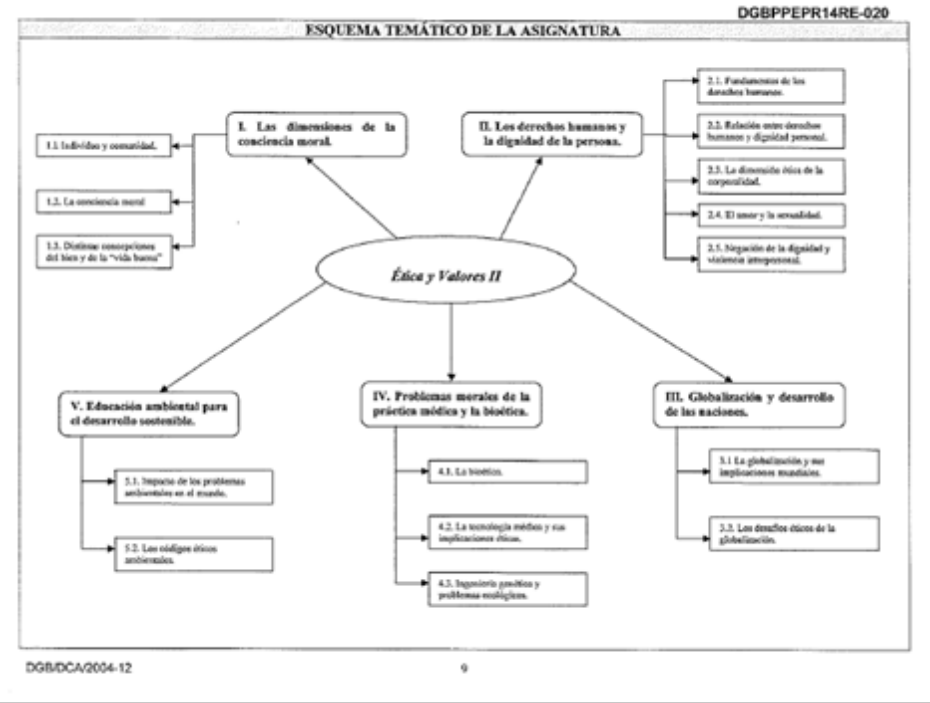 DGBPPEPR14RE-020
ESQUEMA TEMÁTICO DE LA ASIGNATURA
I. Las dimensiones de la
conciencia moral.
1.1. Individuo y comunidad.
1.2. La conciencia moral
1.3. Distintas concepciones
del bien y de la "vida buena"
II. Los derechos humanos y
la dignidad de la persona.
2.1. Fundamentos de los
derechos humanos.
2.2. Relación entre derechos
humanos y dignidad personal.
2.3. La dimensión ética de la
corporalidad.
2.4. El amor y la sexualidad.
2.5. Negación de la dignidad y
violencia interpersonal.
Ética y Valores II
V. Educación ambiental para
el desarrollo sostenible.
5.1. Impacto de los problemas
ambientales en el mundo.
5.2. Los códigos éticos
ambientales.
IV. Problemas morales de la
práctica médica y la bioética.
4.1. La bioética.
4.2. La tecnología médica y sus
implicaciones éticas.
4.3. Ingeniería genética y
problemas ecológicos.
III. Globalización y desarrollo
de las naciones.
3.1 La globalización y sus
implicaciones mundiales.
3.2. Los desafíos éticos de la
globalización.
DGB/DCA/2004-12
9